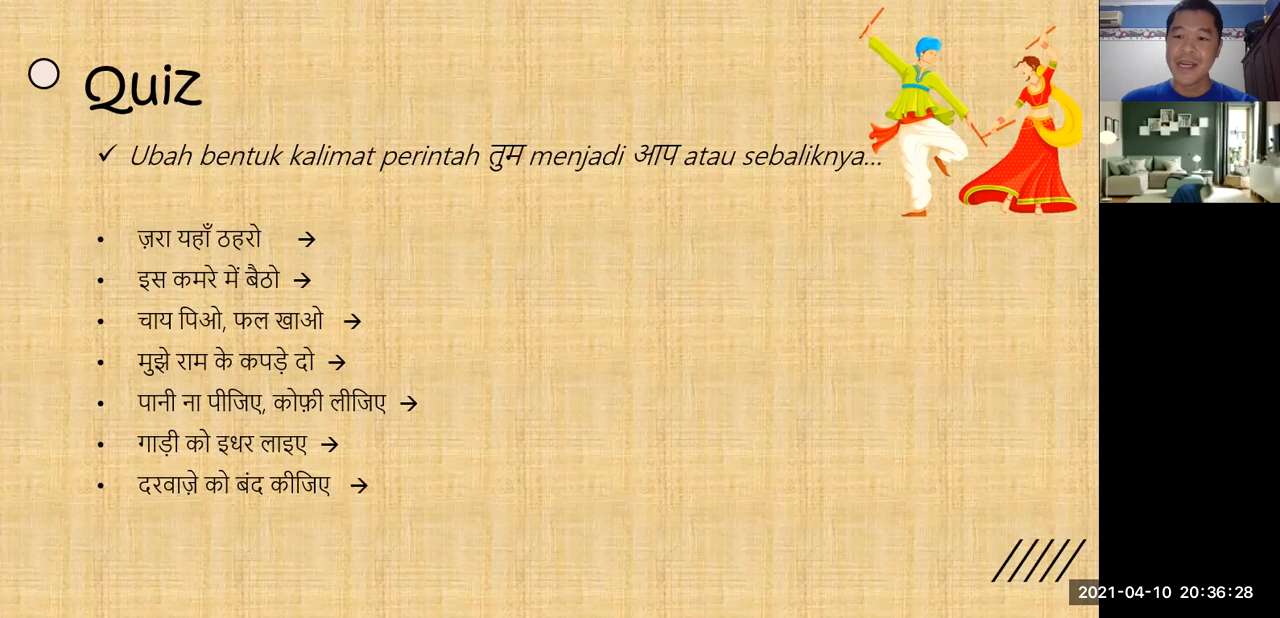 Quiz
✓ Ubah bentuk kalimat perintah तुम menjadi आप atau sebaliknya...
• ज़रा यहाँ ठहरो →
• इस कमरे में बैठो →
• चाय पिओ, फल खाओ →
• मुझे राम के कपड़े दो →
• पानी ना पीजिए, कोफ़ी लीजिए →
• गाड़ी को इधर लाइए →
• दरवाज़े को बंद कीजिए →
2021-04-10 20:36:28